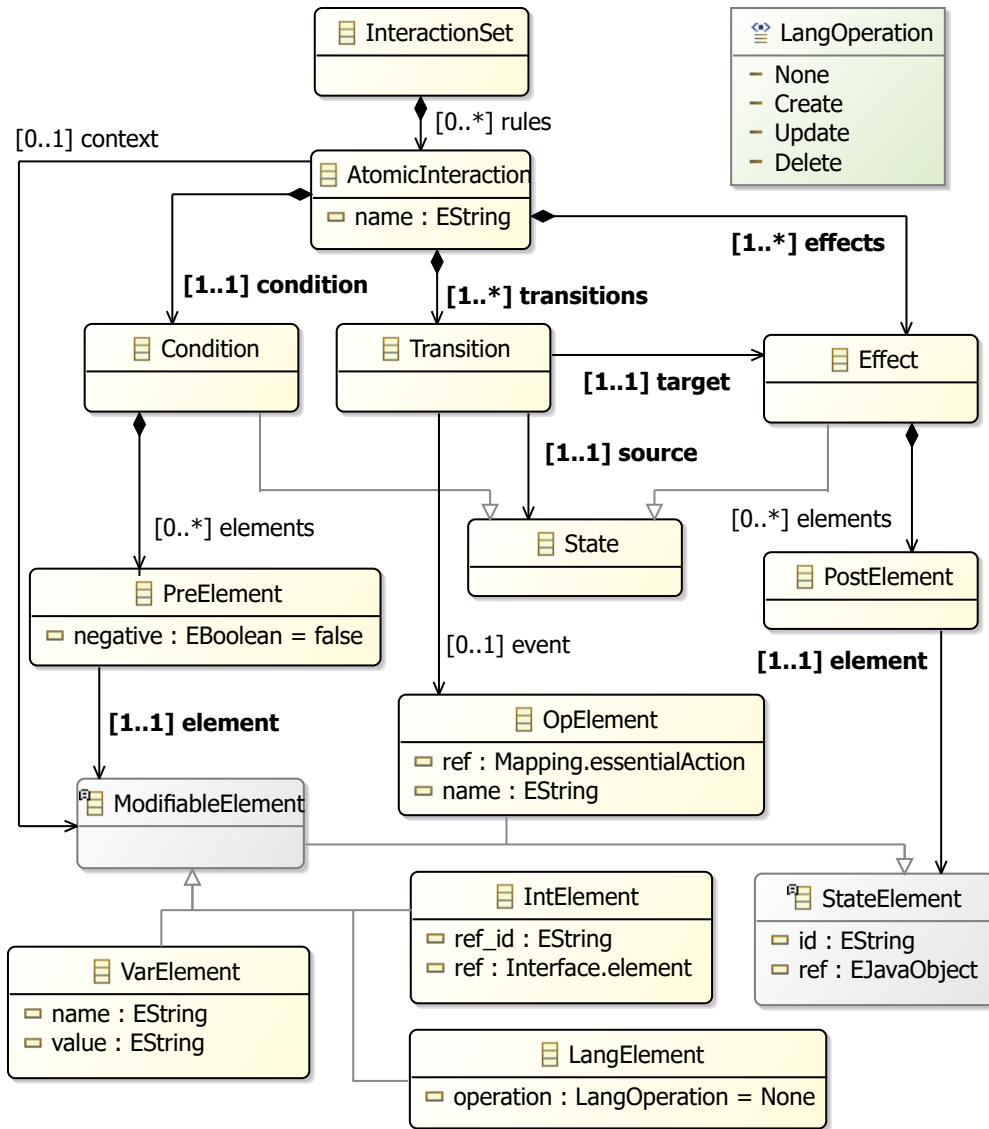 InteractionSet
LangOperation
None
Create
Update
Delete
[0..*] rules
[0..1] context
AtomicInteraction
name : EString
[1..*] effects
[1..1] condition
[1..*] transitions
Condition
Transition
Effect
[1..1] target
[1..1] source
[0..*] elements
[0..*] elements
State
PreElement
negative : EBoolean = false
PostElement
[0..1] event
[1..1] element
[1..1] element
OpElement
ref : Mapping.essentialAction
name : EString
ModifiableElement
IntElement
ref_id : EString
ref : Interface.element
StateElement
id : EString
ref : EJavaObject
VarElement
name : EString
value : EString
LangElement
operation : LangOperation = None